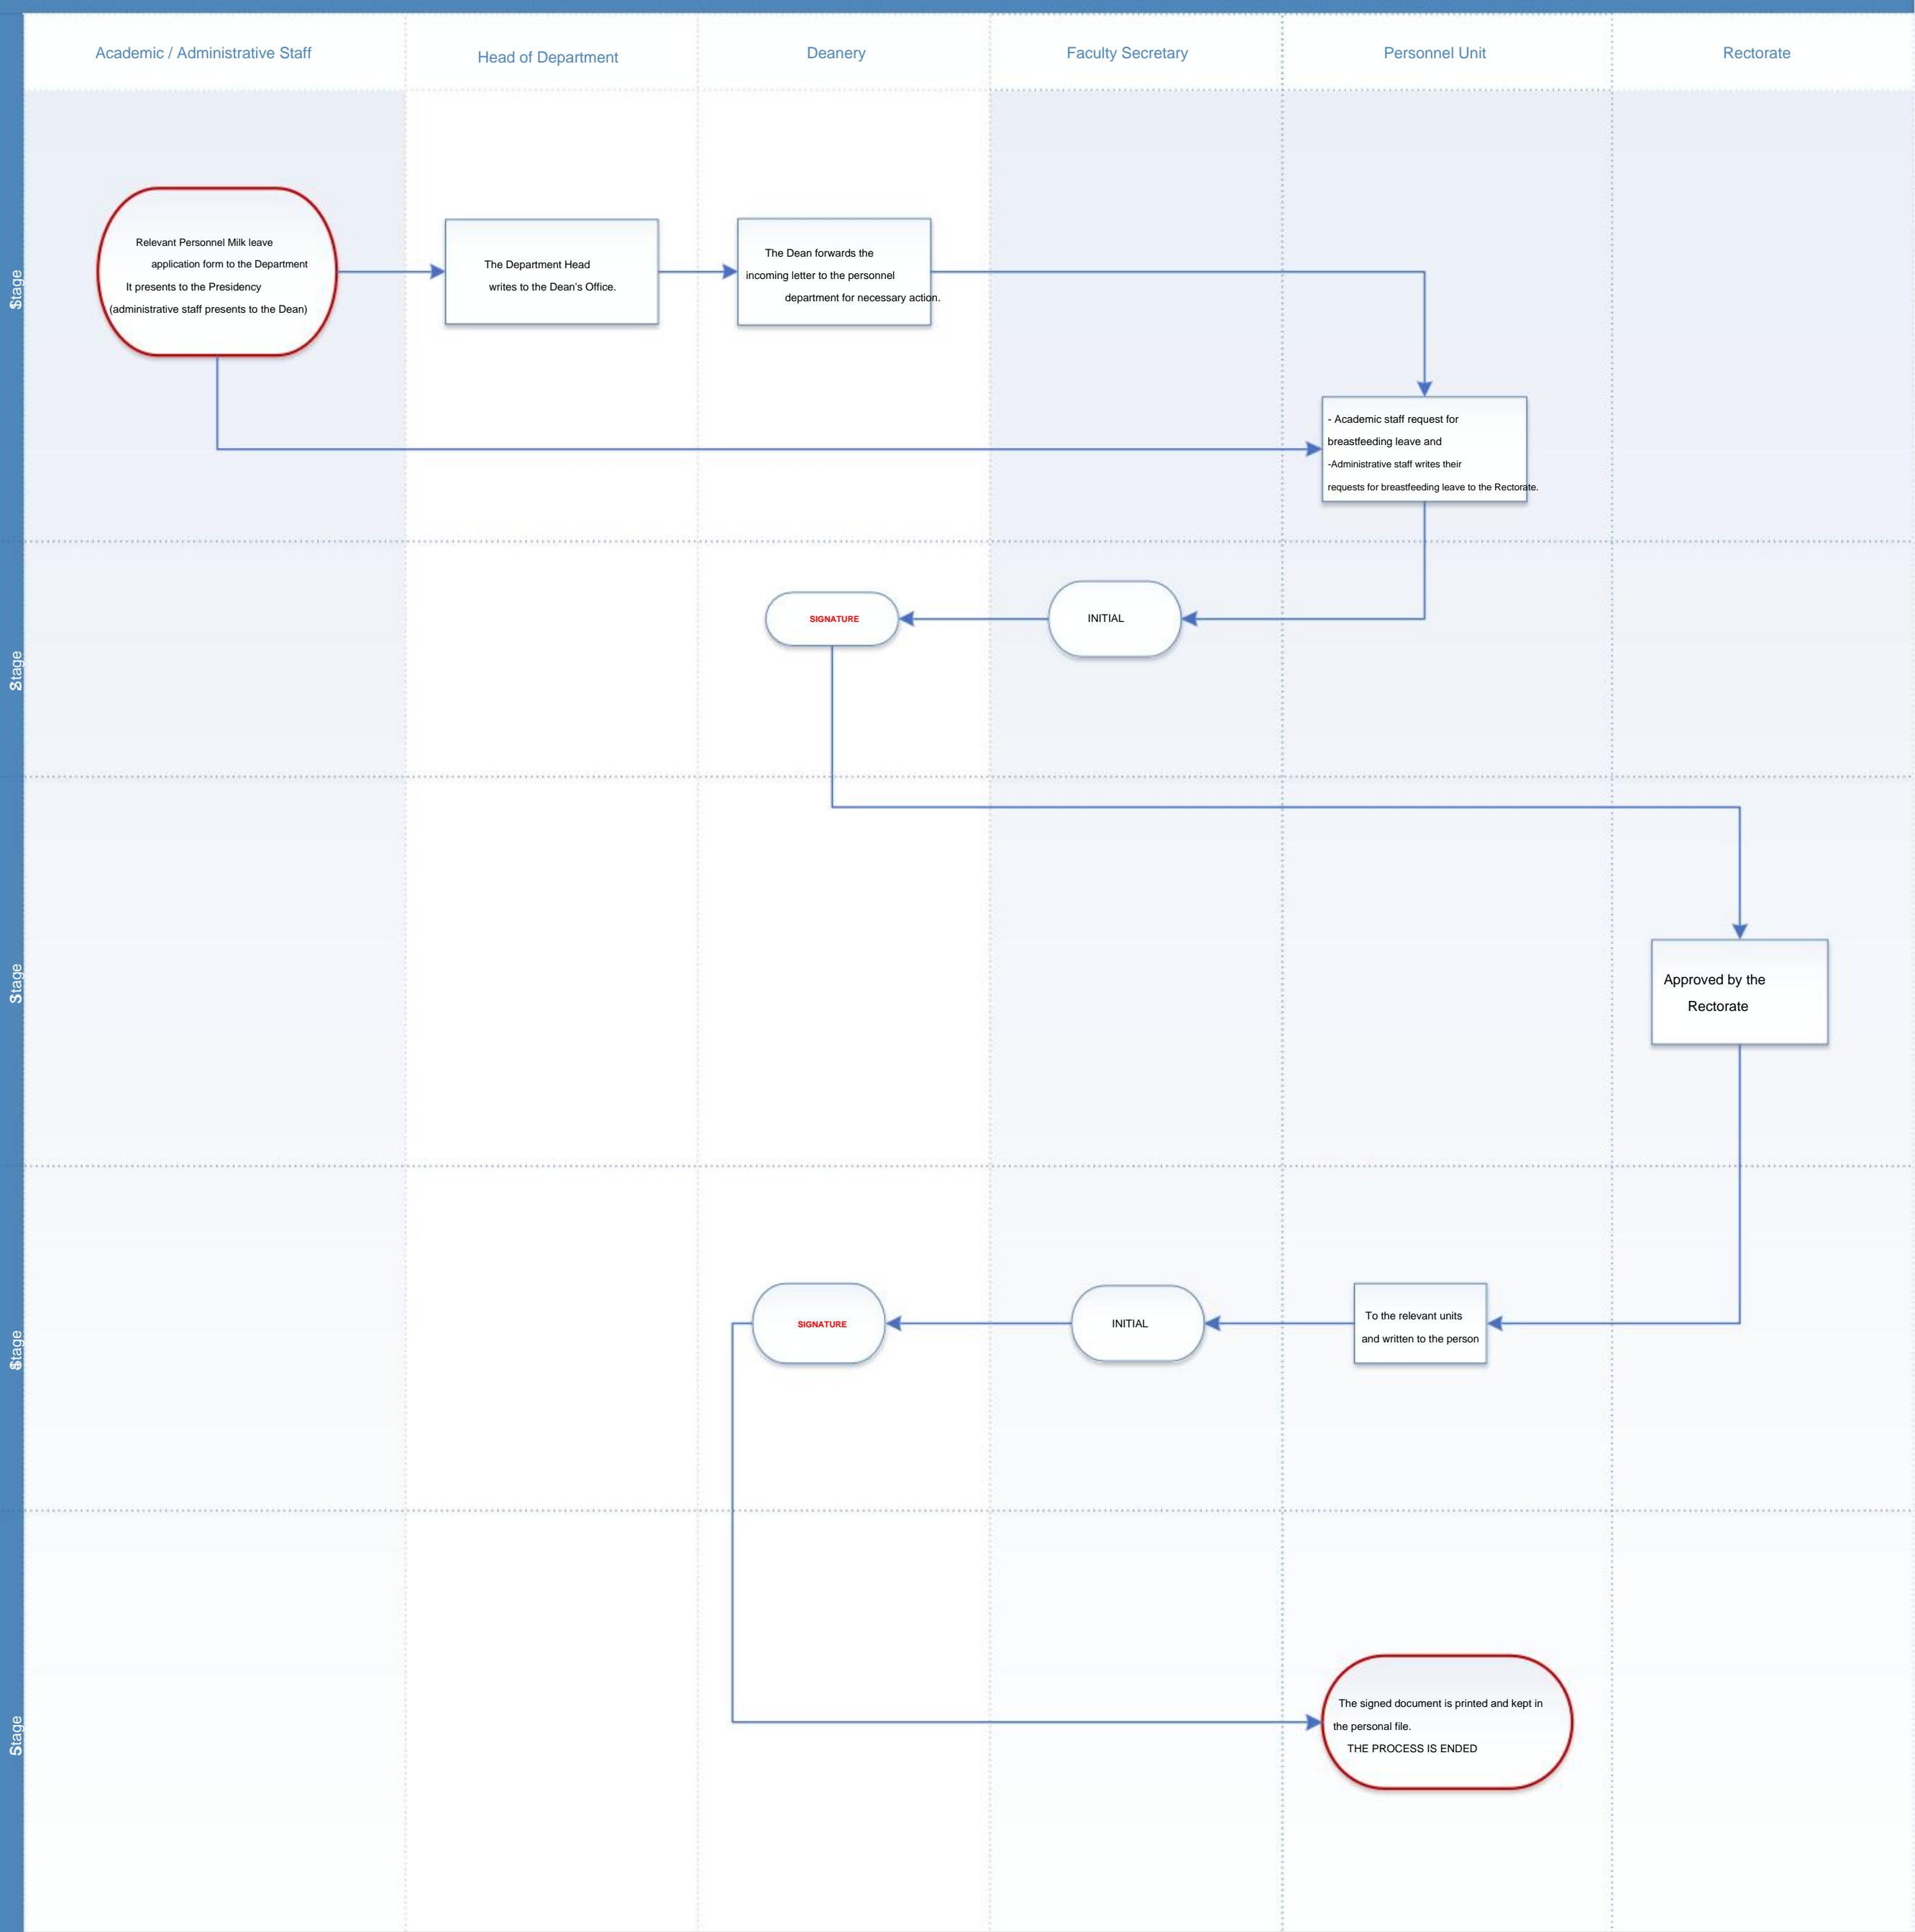 Academic / Administrative Staff
Head of Department
Deanery
Faculty Secretary
Personnel Unit
Rectorate
Stage
Relevant Personnel Milk leave
application form to the Department
It presents to the Presidency
(administrative staff presents to the Dean)
The Department Head
writes to the Dean's Office.
The Dean forwards the
incoming letter to the personnel
department for necessary action.
- Academic staff request for
breastfeeding leave and
-Administrative staff writes their
requests for breastfeeding leave to the Rectorate.
Stage
SIGNATURE
INITIAL
Stage
Approved by the
Rectorate
Stage
SIGNATURE
INITIAL
To the relevant units
and written to the person
Stage
The signed document is printed and kept in
the personal file.
THE PROCESS IS ENDED